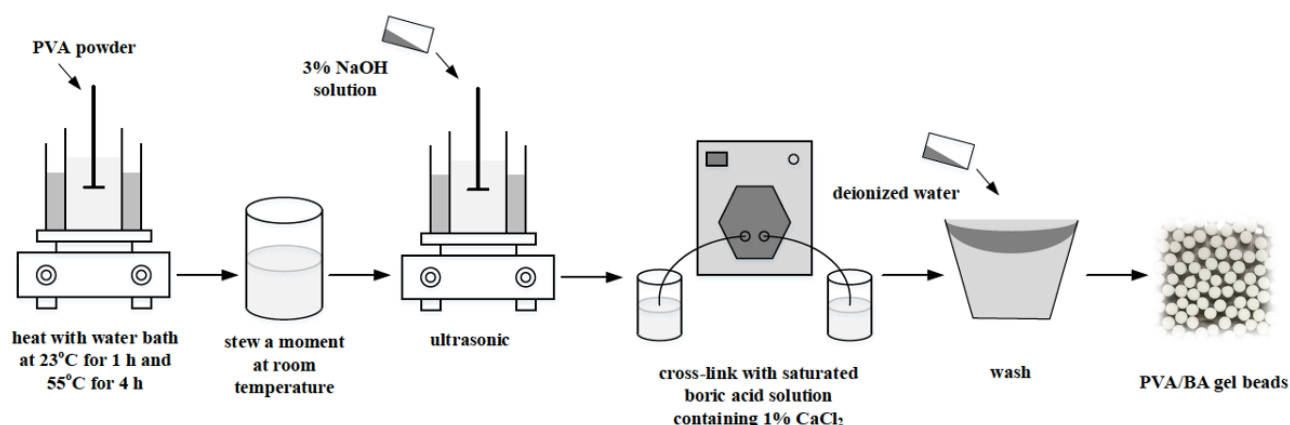 PVA powder
3% NaOH
solution
deionized water
heat with water bath
at 23°C for 1 h and
55°C for 4 h
stew a moment
at room
temperature
ultrasonic
cross-link with saturated
boric acid solution
containing 1% CaCl₂
wash
PVA/BA gel beads